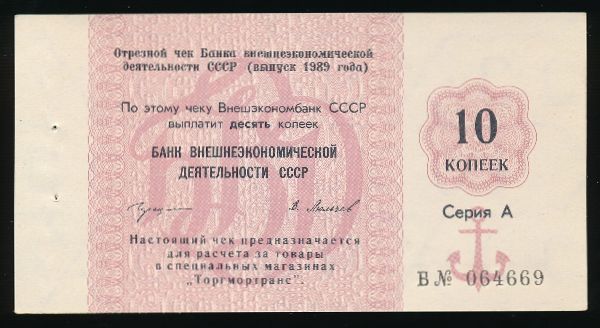 Отрезной чек Банка внешнеэкономической
деятельности СССР (выпуск 1989 года)
По этому чеку Внешэкономбанк СССР
выплатит десять копеек
БАНК ВНЕШНЕЭКОНОМИЧЕСКОЙ
ДЕЯТЕЛЬНОСТИ СССР
Настоящий чек предназначается
для расчета за товары
в специальных магазинах
„Торгмортранс".
10
КОПЕЕК
Серия А
Б № 064669